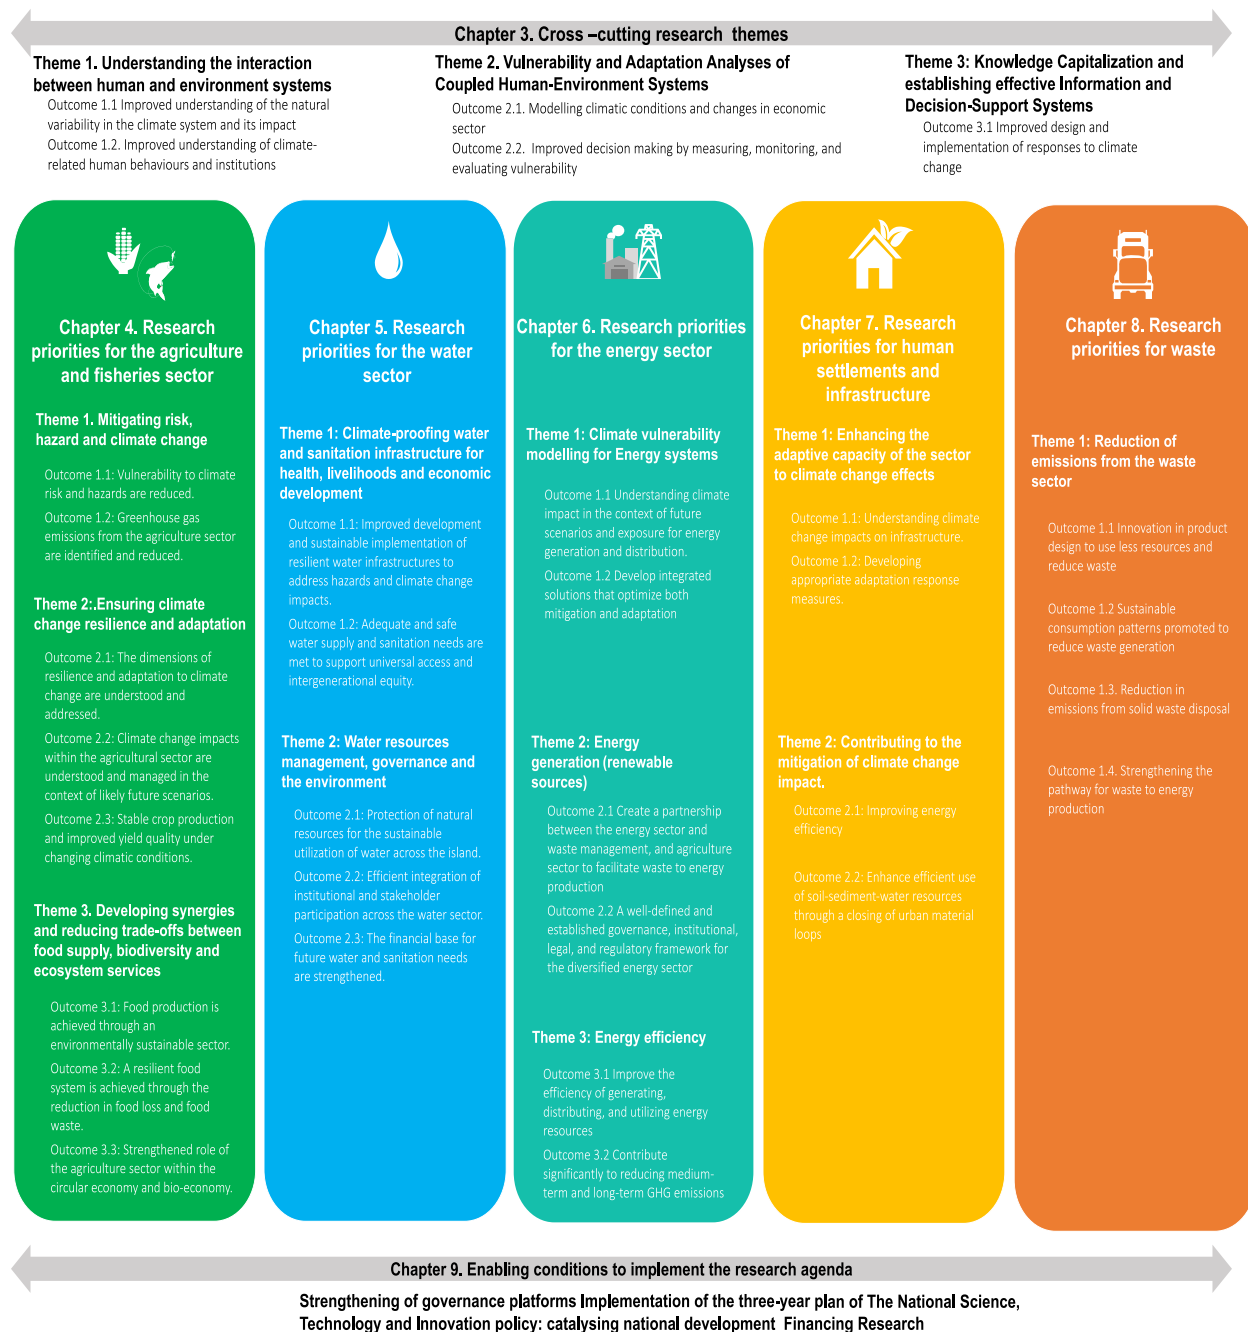 Chapter 3. Cross –cutting research themes
Theme 1. Understanding the interaction
between human and environment systems
Outcome 1.1 Improved understanding of the natural
variability in the climate system and its impact
Outcome 1.2. Improved understanding of climate-
related human behaviours and institutions
Theme 2. Vulnerability and Adaptation Analyses of
Coupled Human-Environment Systems
Outcome 2.1. Modelling climatic conditions and changes in economic
sector
Outcome 2.2. Improved decision making by measuring, monitoring, and
evaluating vulnerability
Theme 3: Knowledge Capitalization and
establishing effective Information and
Decision-Support Systems
Outcome 3.1 Improved design and
implementation of responses to climate
change
Chapter 4. Research
priorities for the agriculture
and fisheries sector
Theme 1. Mitigating risk,
hazard and climate change
Outcome 1.1: Vulnerability to climate
risk and hazards are reduced.
Outcome 1.2: Greenhouse gas
emissions from the agriculture sector
are identified and reduced.
Theme 2:.Ensuring climate
change resilience and adaptation
Outcome 2.1: The dimensions of
resilience and adaptation to climate
change are understood and
addressed.
Outcome 2.2: Climate change impacts
within the agricultural sector are
understood and managed in the
context of likely future scenarios.
Outcome 2.3: Stable crop production
and improved yield quality under
changing climatic conditions.
Theme 3. Developing synergies
and reducing trade-offs between
food supply, biodiversity and
ecosystem services
Outcome 3.1: Food production is
achieved through an
environmentally sustainable sector.
Outcome 3.2: A resilient food
system is achieved through the
reduction in food loss and food
waste.
Outcome 3.3: Strengthened role of
the agriculture sector within the
circular economy and bio-economy.
Chapter 5. Research
priorities for the water
sector
Theme 1: Climate-proofing water
and sanitation infrastructure for
health, livelihoods and economic
development
Outcome 1.1: Improved development
and sustainable implementation of
resilient water infrastructures to
address hazards and climate change
impacts.
Outcome 1.2: Adequate and safe
water supply and sanitation needs are
met to support universal access and
intergenerational equity.
Theme 2: Water resources
management, governance and
the environment
Outcome 2.1: Protection of natural
resources for the sustainable
utilization of water across the island.
Outcome 2.2: Efficient integration of
institutional and stakeholder
participation across the water sector.
Outcome 2.3: The financial base for
future water and sanitation needs
are strengthened.
Chapter 6. Research priorities
for the energy sector
Theme 1: Climate vulnerability
modelling for Energy systems
Outcome 1.1 Understanding climate
impact in the context of future
scenarios and exposure for energy
generation and distribution.
Outcome 1.2 Develop integrated
solutions that optimize both
mitigation and adaptation
Theme 2: Energy
generation (renewable
sources)
Outcome 2.1 Create a partnership
between the energy sector and
waste management, and agriculture
sector to facilitate waste to energy
production
Outcome 2.2 A well-defined and
established governance, institutional,
legal, and regulatory framework for
the diversified energy sector
Theme 3: Energy efficiency
Outcome 3.1 Improve the
efficiency of generating,
distributing, and utilizing energy
resources
Outcome 3.2 Contribute
significantly to reducing medium-
term and long-term GHG emissions
Chapter 7. Research
priorities for human
settlements and
infrastructure
Theme 1: Enhancing the
adaptive capacity of the sector
to climate change effects
Outcome 1.1: Understanding climate
change impacts on infrastructure.
Outcome 1.2: Developing
appropriate adaptation response
measures.
Theme 2: Contributing to the
mitigation of climate change
impact.
Outcome 2.1: Improving energy
efficiency
Outcome 2.2: Enhance efficient use
of soil-sediment-water resources
through a closing of urban material
loops
Chapter 8. Research
priorities for waste
Theme 1: Reduction of
emissions from the waste
sector
Outcome 1.1 Innovation in product
design to use less resources and
reduce waste
Outcome 1.2 Sustainable
consumption patterns promoted to
reduce waste generation
Outcome 1.3. Reduction in
emissions from solid waste disposal
Outcome 1.4. Strengthening the
pathway for waste to energy
production
Chapter 9. Enabling conditions to implement the research agenda
Strengthening of governance platforms Implementation of the three-year plan of The National Science,
Technology and Innovation policy: catalysing national development Financing Research